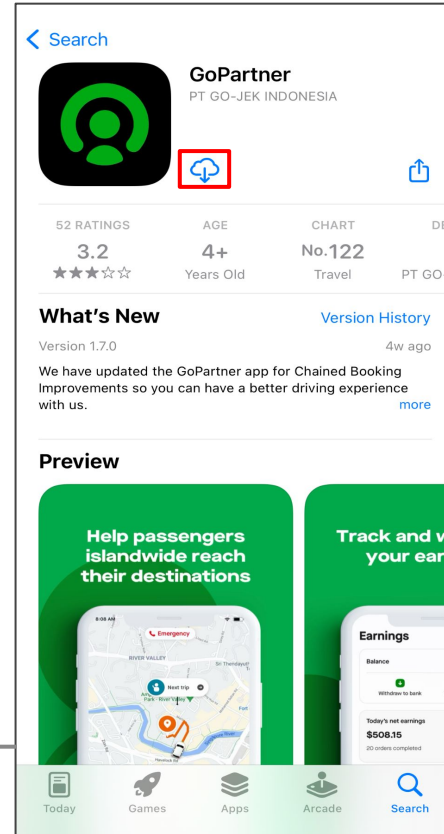 Search
GoPartner
PT GO-JEK INDONESIA
52 RATINGS
AGE
CHART
3.2
4+
No.122
Years Old
Travel
PT GO-
What's New
Version History
Version 1.7.0
4w ago
We have updated the GoPartner app for Chained Booking
Improvements so you can have a better driving experience
with us.
more
Preview
Help passengers
islandwide reach
their destinations
Track and
your
9:06 AM
Emergency
RIVER VALLEY
Next trip
Earnings
Balance
Withdraw to bank
Today's net earnings
$508.15
20 orders completed
Today
Games
Apps
Arcade
Search